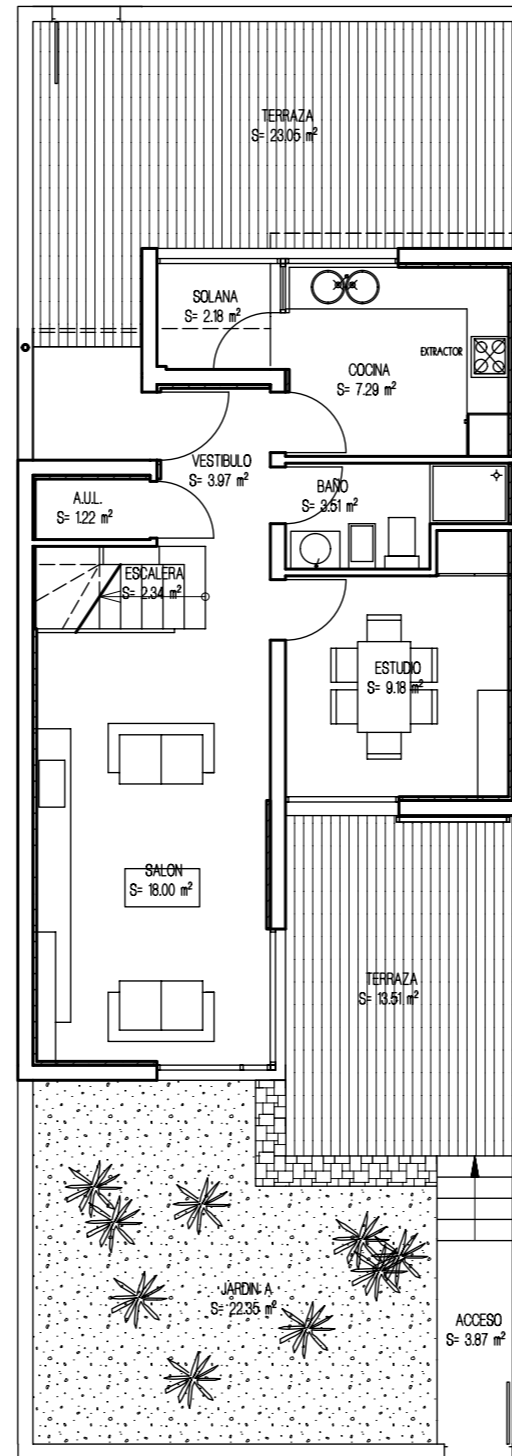 TERRAZA
S= 23.05 m²
SOLANA
S= 2.18 m²
EXTRACTOR
COCINA
S= 7.29 m²
VESTIBULO
S= 3.97 m²
A.U.L.
S= 1.22 m²
BAÑO
S= 3.51 m²
ESCALERA
S= 2.34 m²
ESTUDIO
S= 9.18 m²
SALON
S= 18.00 m²
TERRAZA
S= 13.51 m²
JARDIN A
S= 22.35 m²
ACCESO
S= 3.87 m²